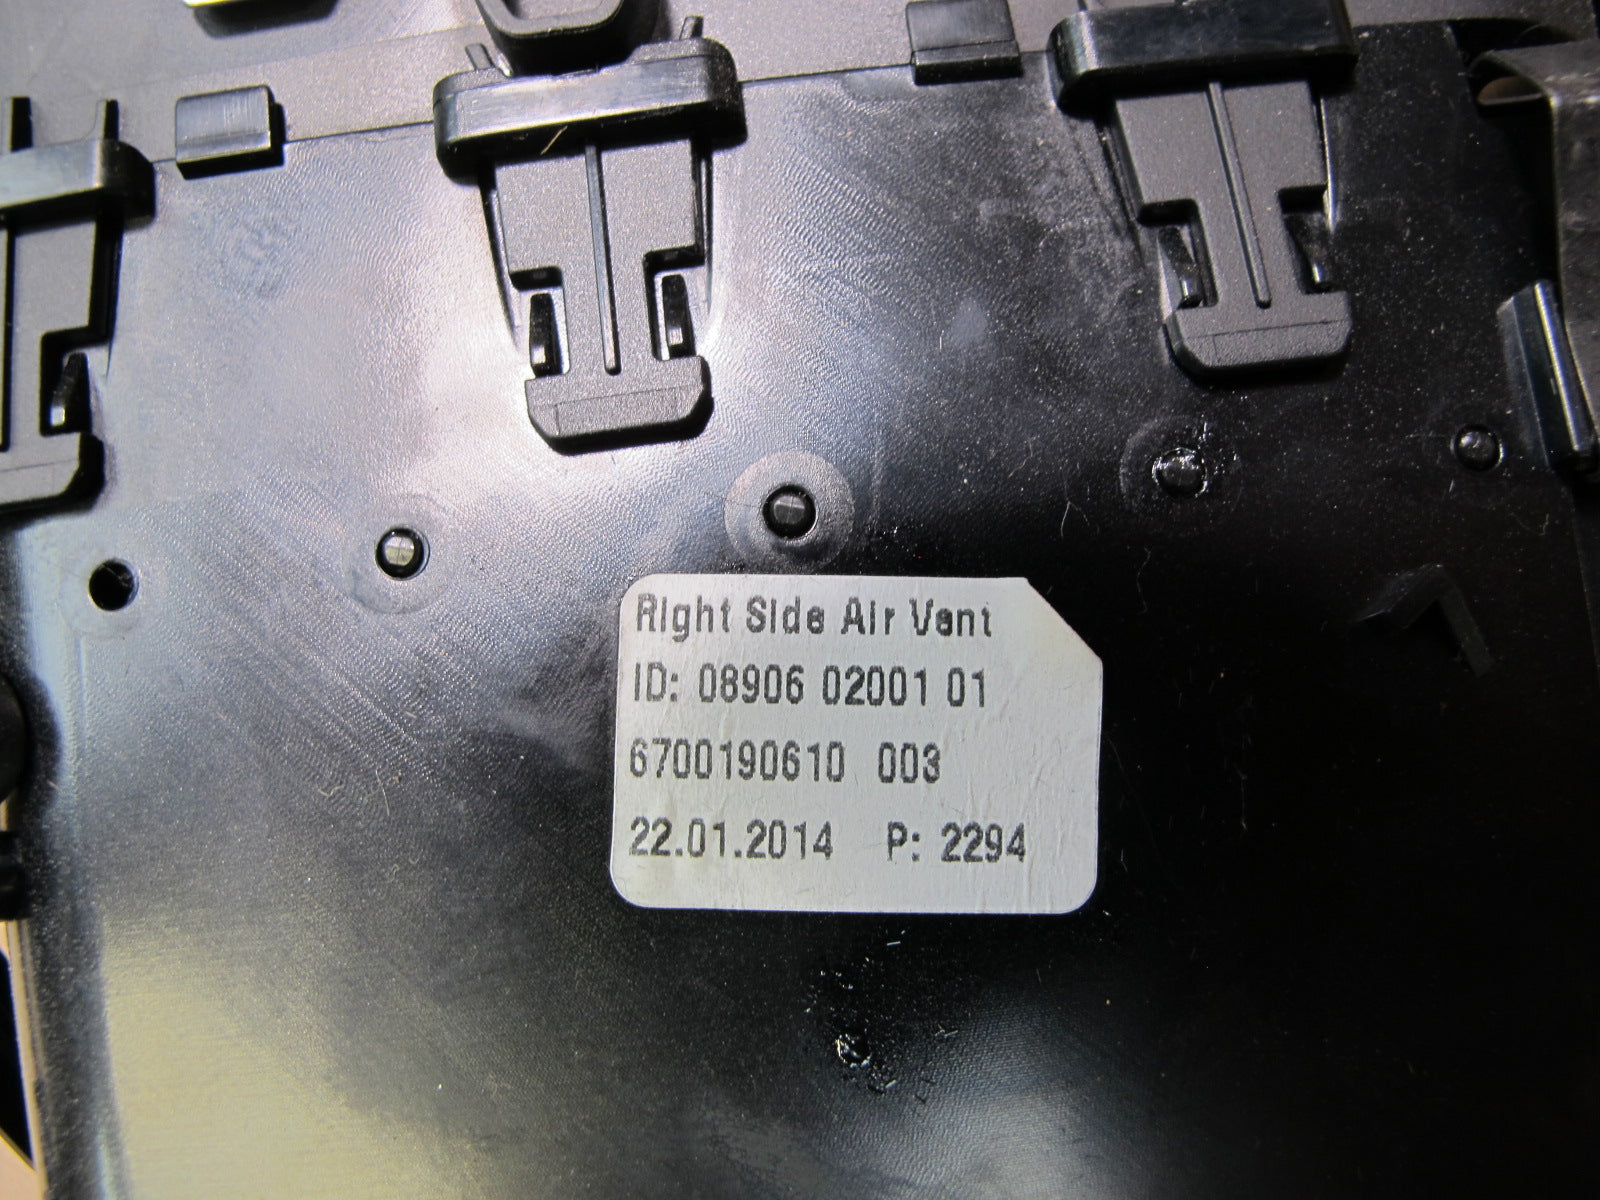 Right Side Air Vent
ID: 08906 02001 01
6700190610 003
22.01.2014 P: 2294